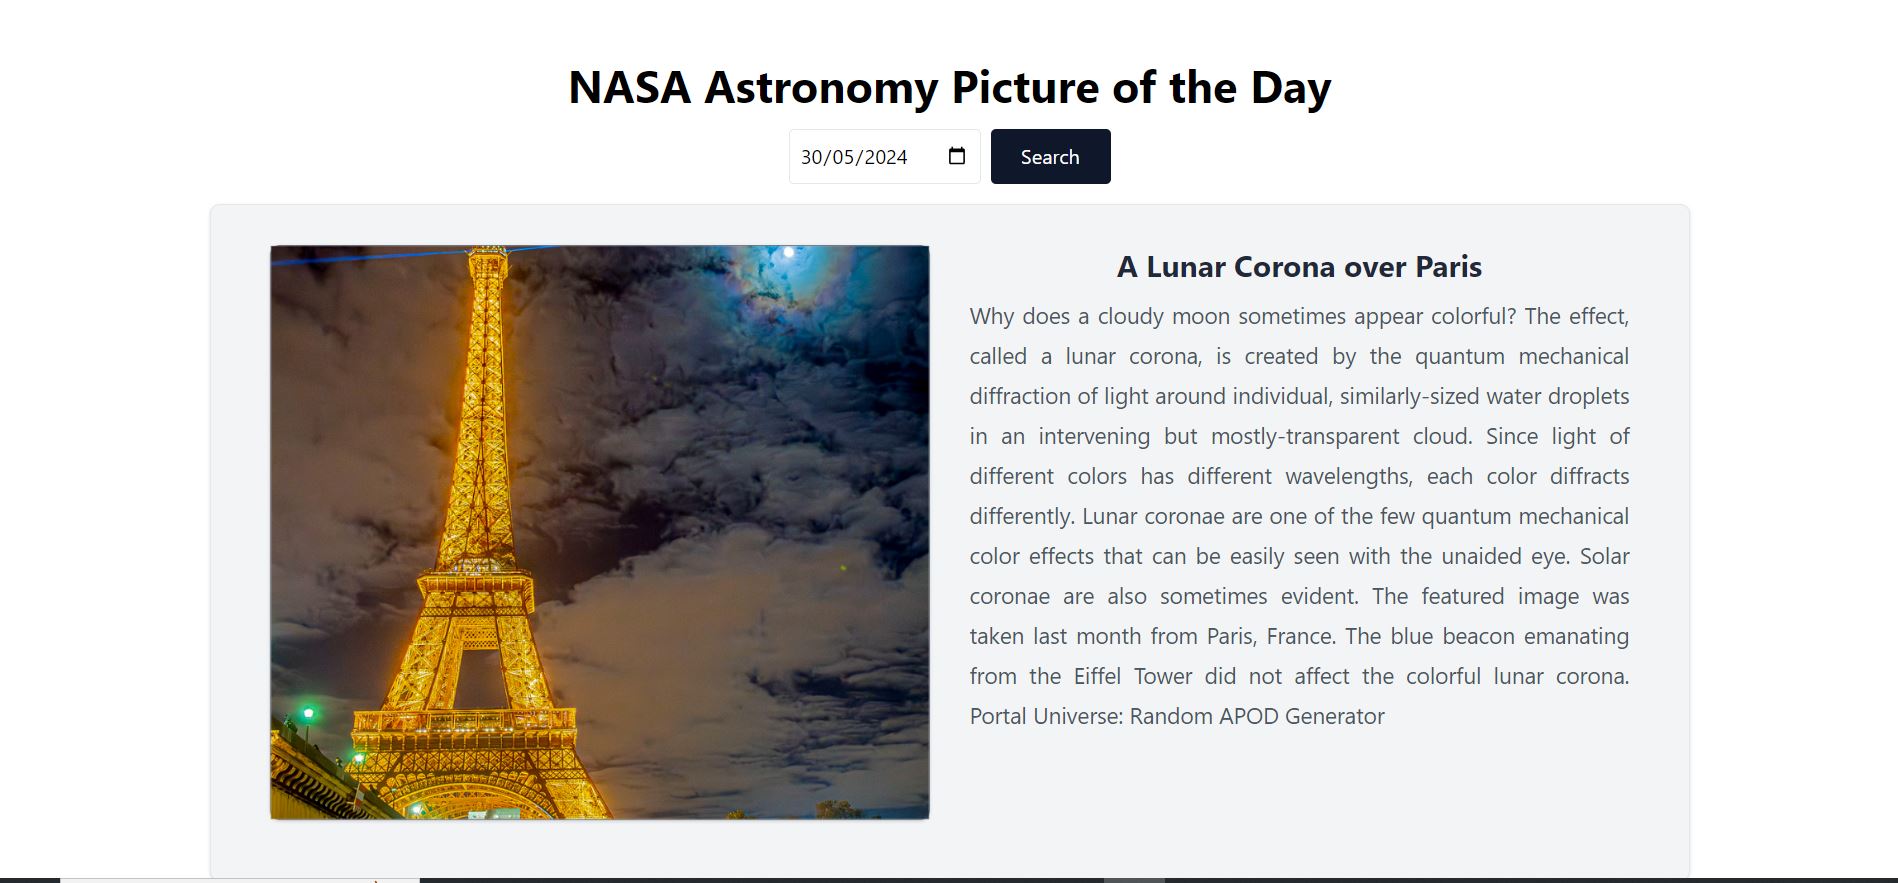 NASA Astronomy Picture of the Day
30/05/2024
Search
A Lunar Corona over Paris
Why does a cloudy moon sometimes appear colorful? The effect,
called a lunar corona, is created by the quantum mechanical
diffraction of light around individual, similarly-sized water droplets
in an intervening but mostly-transparent cloud. Since light of
different colors has different wavelengths, each color diffracts
differently. Lunar coronae are one of the few quantum mechanical
color effects that can be easily seen with the unaided eye. Solar
coronae are also sometimes evident. The featured image was
taken last month from Paris, France. The blue beacon emanating
from the Eiffel Tower did not affect the colorful lunar corona.
Portal Universe: Random APOD Generator